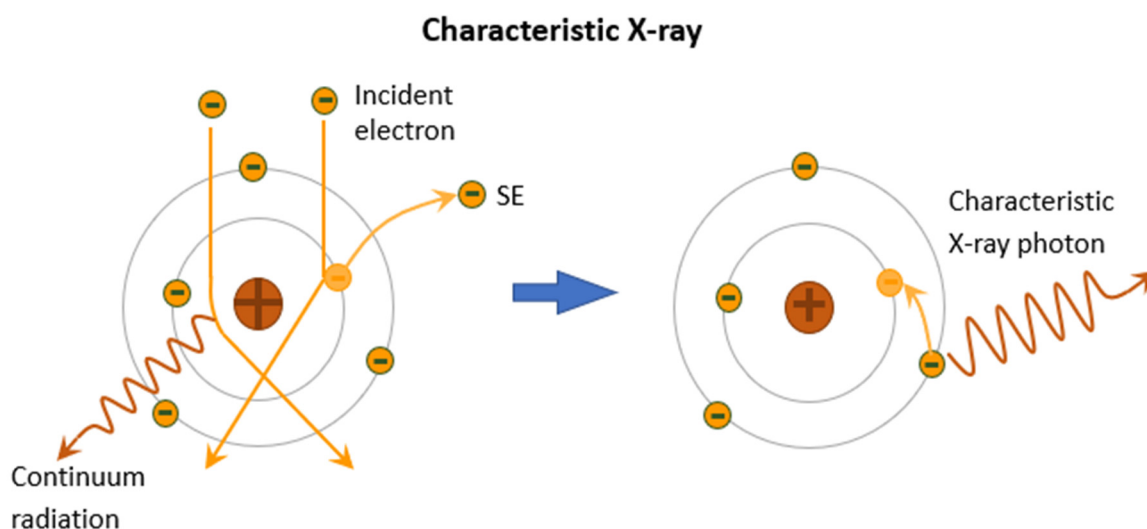 Characteristic X-ray
Incident
electron
SE
Continuum
radiation
Characteristic
X-ray photon